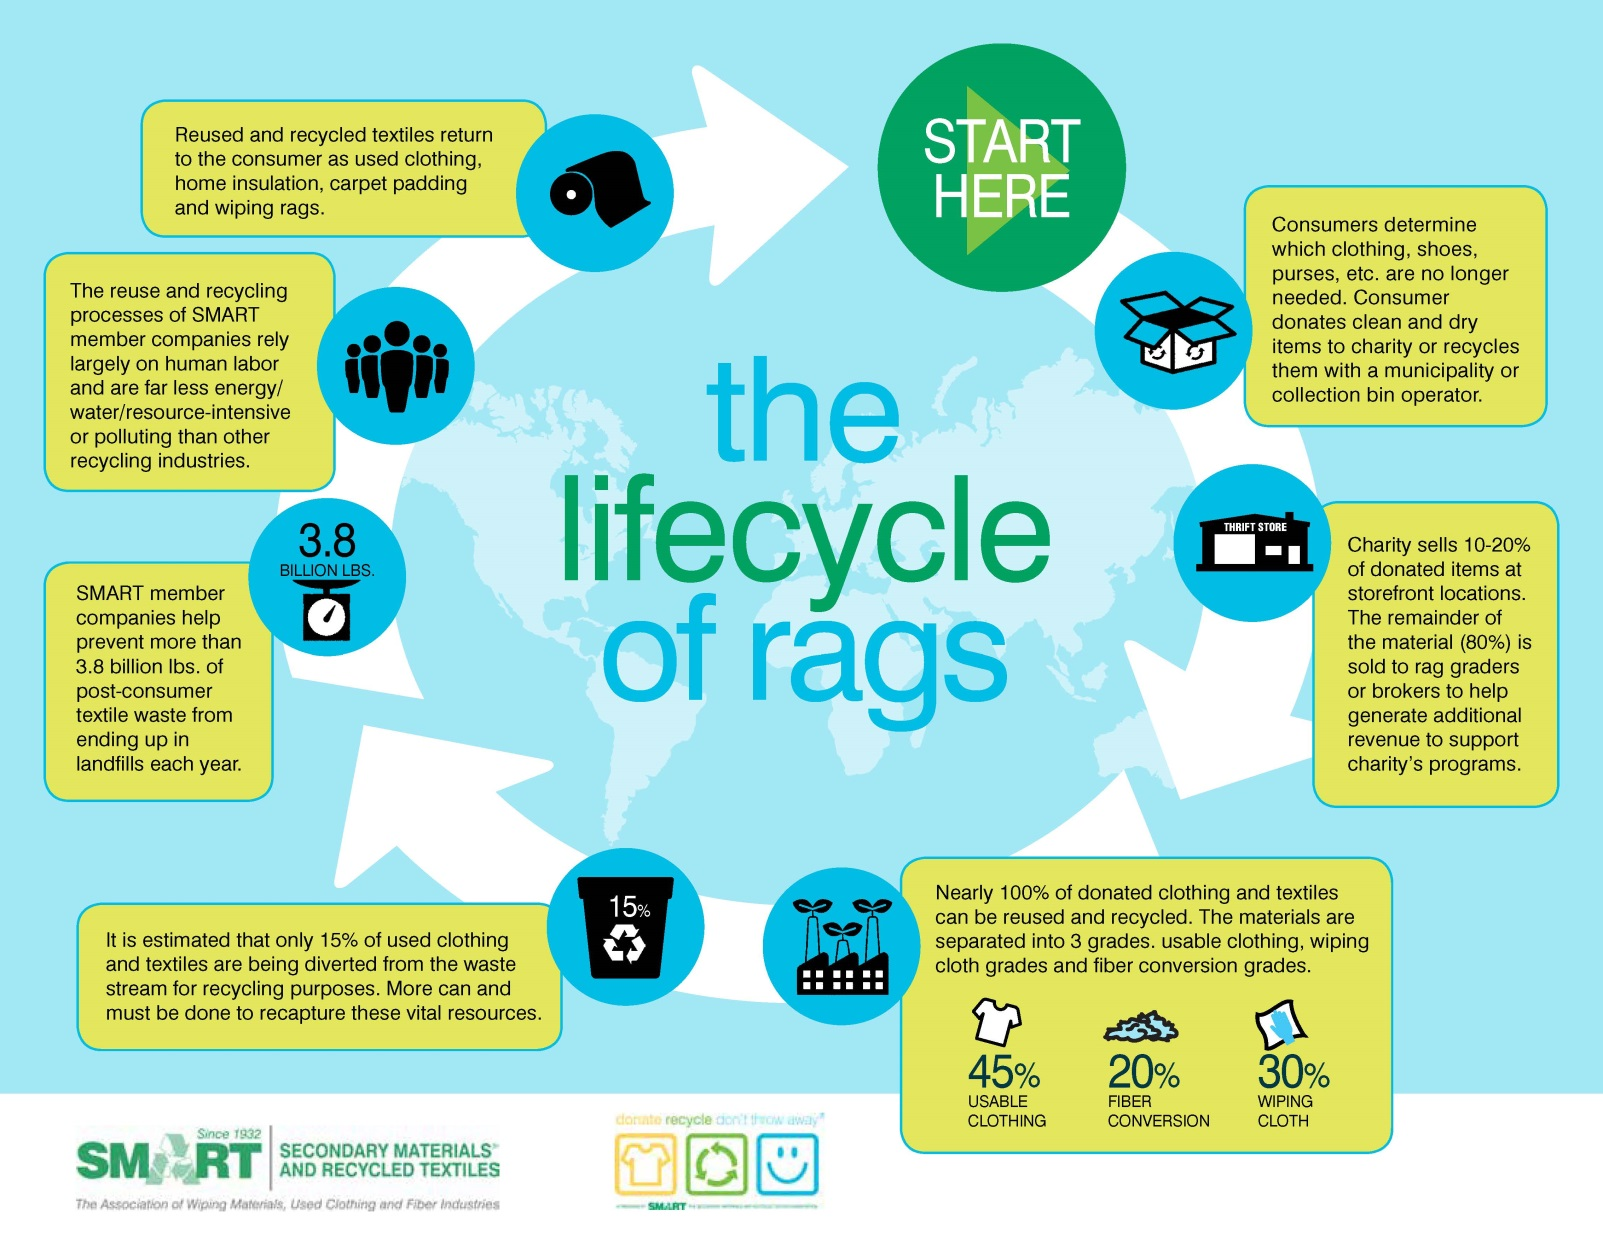 START
HERE
Consumers determine
which clothing, shoes,
purses, etc. are no longer
needed. Consumer
donates clean and dry
items to charity or recycles
them with a municipality or
collection bin operator.
THRIFT STORE
Charity sells 10-20%
of donated items at
storefront locations.
The remainder of
the material (80%) is
sold to rag graders
or brokers to help
generate additional
revenue to support
charity's programs.
Nearly 100% of donated clothing and textiles
can be reused and recycled. The materials are
separated into 3 grades. usable clothing, wiping
cloth grades and fiber conversion grades.
45%
USABLE
CLOTHING
20%
FIBER
CONVERSION
30%
WIPING
CLOTH
15%
It is estimated that only 15% of used clothing
and textiles are being diverted from the waste
stream for recycling purposes. More can and
must be done to recapture these vital resources.
3.8
BILLION LBS.
SMART member
companies help
prevent more than
3.8 billion lbs. of
post-consumer
textile waste from
ending up in
landfills each year.
The reuse and recycling
processes of SMART
member companies rely
largely on human labor
and are far less energy/
water/resource-intensive
or polluting than other
recycling industries.
Reused and recycled textiles return
to the consumer as used clothing,
home insulation, carpet padding
and wiping rags.
the
lifecycle
of rags
Since 1932
SMART
SECONDARY MATERIALS℠
AND RECYCLED TEXTILES
The Association of Wiping Materials, Used Clothing and Fiber Industries
donate recycle don't throw away
SMART